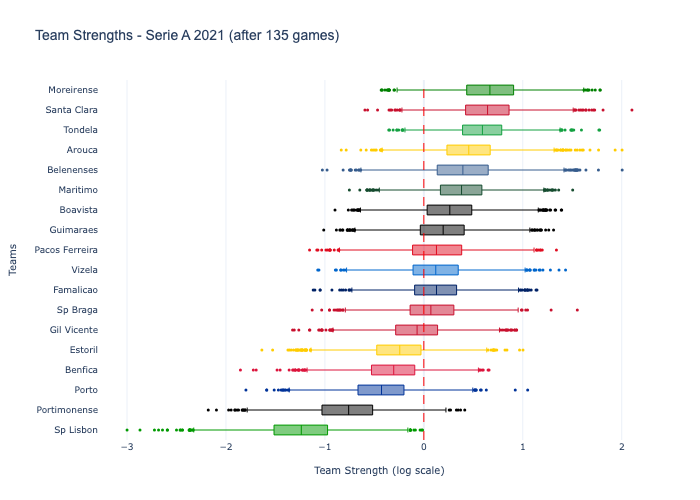 Team Strengths - Serie A 2021 (after 135 games)
Moreirense
Santa Clara
Tondela
Arouca
Belenenses
Maritimo
Boavista
Guimaraes
Pacos Ferreira
Vizela
Famalicao
Sp Braga
Gil Vicente
Estoril
Benfica
Porto
Portimonense
Sp Lisbon
Teams
−3 −2 −1 0 1 2
Team Strength (log scale)